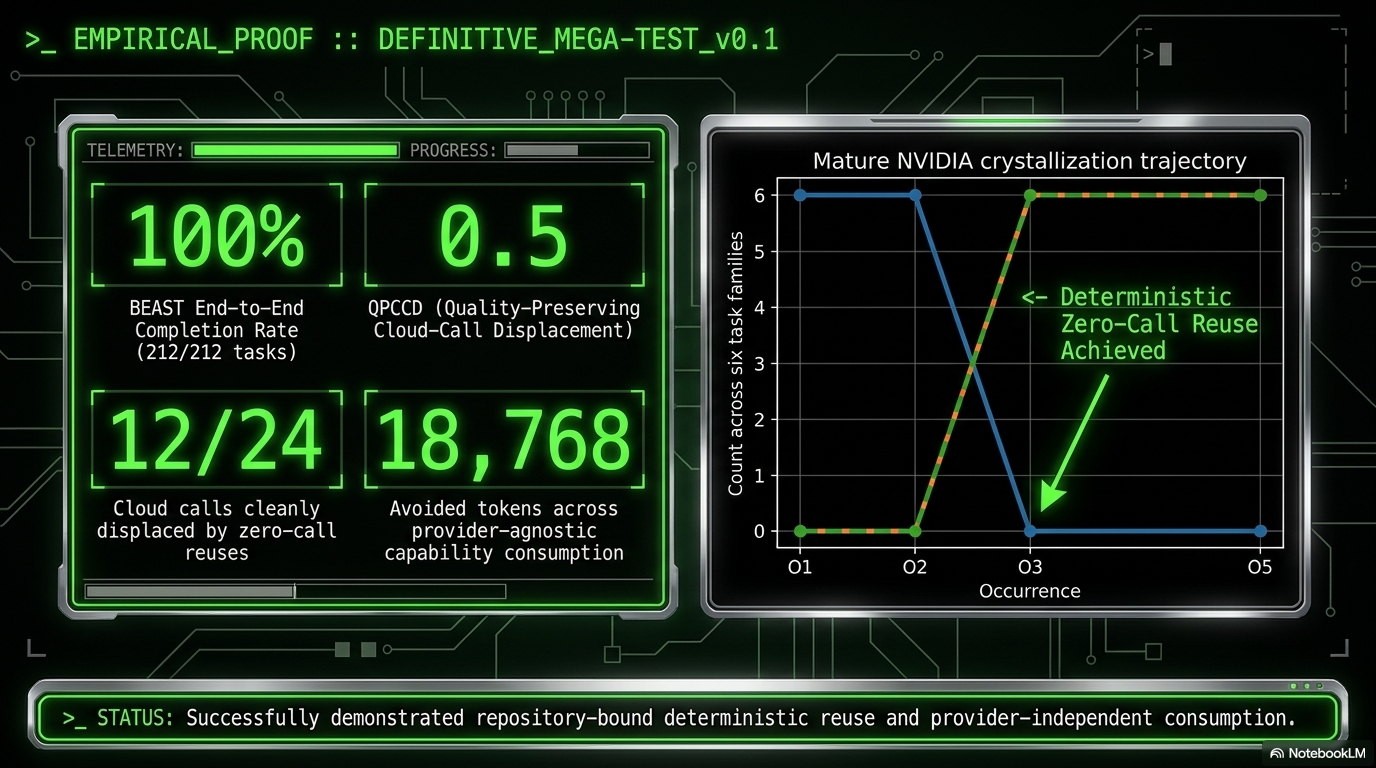 >_ EMPIRICAL_PROOF :: DEFINITIVE_MEGA-TEST_v0.1
>
TELEMETRY: PROGRESS:
100%
BEAST End-to-End
Completion Rate
(212/212 tasks)
0.5
QPCCD (Quality-Preserving
Cloud-Call Displacement)
12/24
Cloud calls cleanly
displaced by zero-call
reuses
18,768
Avoided tokens across
provider-agnostic
capability consumption
Mature NVIDIA crystallization trajectory
Count across six task families
6
5
4
3
2
1
0
<- Deterministic
Zero-Call Reuse
Achieved
O1 O2 O3 O5
Occurrence
>_ STATUS: Successfully demonstrated repository-bound deterministic reuse and provider-independent consumption.
NotebookLM